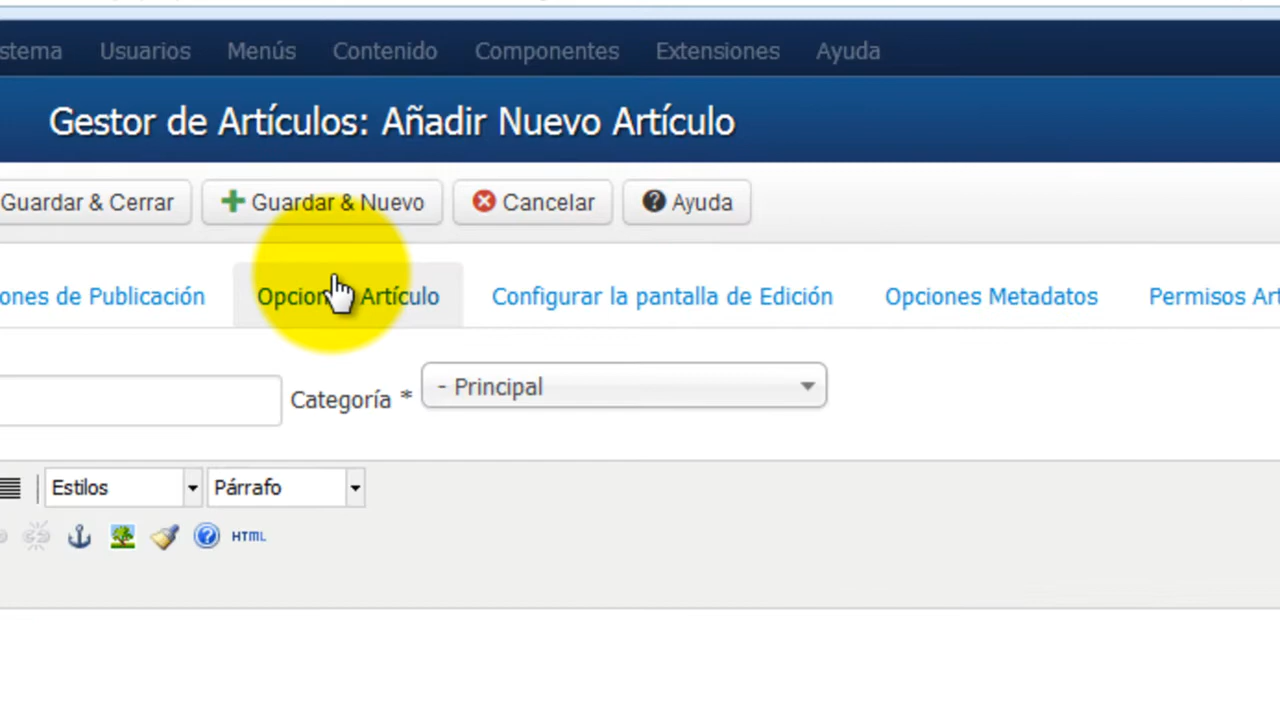 stema Usuarios Menús Contenido Componentes Extensiones Ayuda
Gestor de Artículos: Añadir Nuevo Artículo
Guardar & Cerrar Guardar & Nuevo Cancelar Ayuda
ones de Publicación Opcion Artículo Configurar la pantalla de Edición Opciones Metadatos Permisos Art
Categoría * - Principal
Estilos Párrafo
HTML